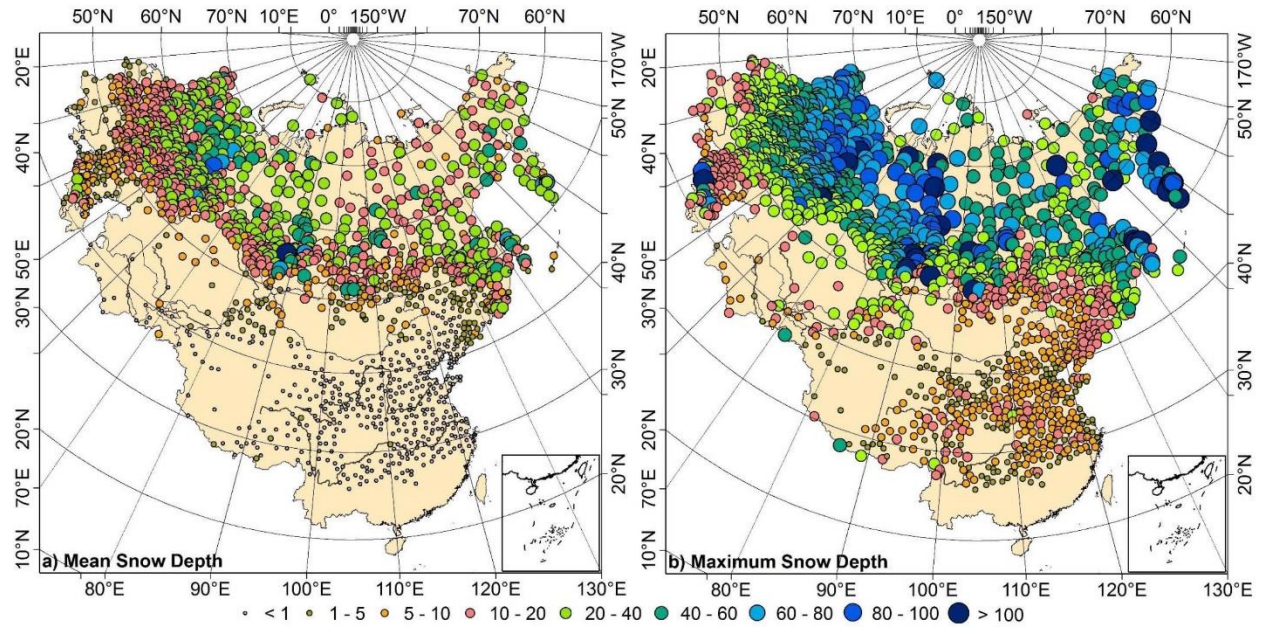 50°N 60°N 70°N 10°E 0° 150°W 70°N 60°N
20°E
170°W
50°N
40°N
40°N
50°E
30°N
30°N
20°N
20°N
70°E
10°N
a) Mean Snow Depth
80°E 90°E 100°E 110°E 120°E 130°E
50°N 60°N 70°N 10°E 0° 150°W 70°N 60°N
20°E
170°W
50°N
40°N
40°N
50°E
30°N
30°N
20°N
20°N
70°E
10°N
b) Maximum Snow Depth
80°E 90°E 100°E 110°E 120°E 130°E
< 1 1 - 5 5 - 10 10 - 20 20 - 40 40 - 60 60 - 80 80 - 100 > 100